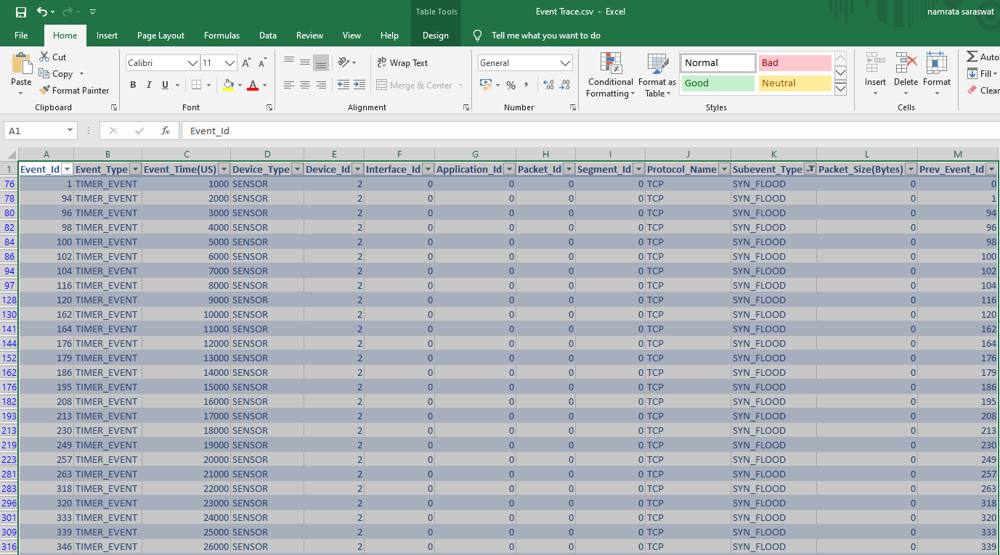 Table Tools
Event Trace.csv - Excel
namrata saraswat
File Home Insert Page Layout Formulas Data Review View Help Design Tell me what you want to do
Cut
Calibri 11 A A
Wrap Text
General
Normal Bad
Auto
Copy
Fill
Paste
Conditional Formatting
Format as Table
Insert Delete Format
Format Painter
B I U A
Merge & Center
% ,
Good Neutral
Clear
Clipboard Font Alignment Number Styles Cells
A1 fx Event_Id
A B C D E F G H I J K L M
1 Event_Id Event_Type Event_Time(US) Device_Type Device_Id Interface_Id Application_Id Packet_Id Segment_Id Protocol_Name Subevent_Type Packet_Size(Bytes) Prev_Event_Id
76 1 TIMER_EVENT 1000 SENSOR 2 0 0 0 0 TCP SYN_FLOOD 0 0
78 94 TIMER_EVENT 2000 SENSOR 2 0 0 0 0 TCP SYN_FLOOD 0 1
80 96 TIMER_EVENT 3000 SENSOR 2 0 0 0 0 TCP SYN_FLOOD 0 94
82 98 TIMER_EVENT 4000 SENSOR 2 0 0 0 0 TCP SYN_FLOOD 0 96
84 100 TIMER_EVENT 5000 SENSOR 2 0 0 0 0 TCP SYN_FLOOD 0 98
86 102 TIMER_EVENT 6000 SENSOR 2 0 0 0 0 TCP SYN_FLOOD 0 100
94 104 TIMER_EVENT 7000 SENSOR 2 0 0 0 0 TCP SYN_FLOOD 0 102
97 116 TIMER_EVENT 8000 SENSOR 2 0 0 0 0 TCP SYN_FLOOD 0 104
128 120 TIMER_EVENT 9000 SENSOR 2 0 0 0 0 TCP SYN_FLOOD 0 116
130 162 TIMER_EVENT 10000 SENSOR 2 0 0 0 0 TCP SYN_FLOOD 0 120
141 164 TIMER_EVENT 11000 SENSOR 2 0 0 0 0 TCP SYN_FLOOD 0 162
144 176 TIMER_EVENT 12000 SENSOR 2 0 0 0 0 TCP SYN_FLOOD 0 164
152 179 TIMER_EVENT 13000 SENSOR 2 0 0 0 0 TCP SYN_FLOOD 0 176
162 186 TIMER_EVENT 14000 SENSOR 2 0 0 0 0 TCP SYN_FLOOD 0 179
176 195 TIMER_EVENT 15000 SENSOR 2 0 0 0 0 TCP SYN_FLOOD 0 186
182 208 TIMER_EVENT 16000 SENSOR 2 0 0 0 0 TCP SYN_FLOOD 0 195
193 213 TIMER_EVENT 17000 SENSOR 2 0 0 0 0 TCP SYN_FLOOD 0 208
213 230 TIMER_EVENT 18000 SENSOR 2 0 0 0 0 TCP SYN_FLOOD 0 213
219 249 TIMER_EVENT 19000 SENSOR 2 0 0 0 0 TCP SYN_FLOOD 0 230
223 257 TIMER_EVENT 20000 SENSOR 2 0 0 0 0 TCP SYN_FLOOD 0 249
281 263 TIMER_EVENT 21000 SENSOR 2 0 0 0 0 TCP SYN_FLOOD 0 257
283 318 TIMER_EVENT 22000 SENSOR 2 0 0 0 0 TCP SYN_FLOOD 0 263
296 320 TIMER_EVENT 23000 SENSOR 2 0 0 0 0 TCP SYN_FLOOD 0 318
301 333 TIMER_EVENT 24000 SENSOR 2 0 0 0 0 TCP SYN_FLOOD 0 320
309 339 TIMER_EVENT 25000 SENSOR 2 0 0 0 0 TCP SYN_FLOOD 0 333
316 346 TIMER_EVENT 26000 SENSOR 2 0 0 0 0 TCP SYN_FLOOD 0 339